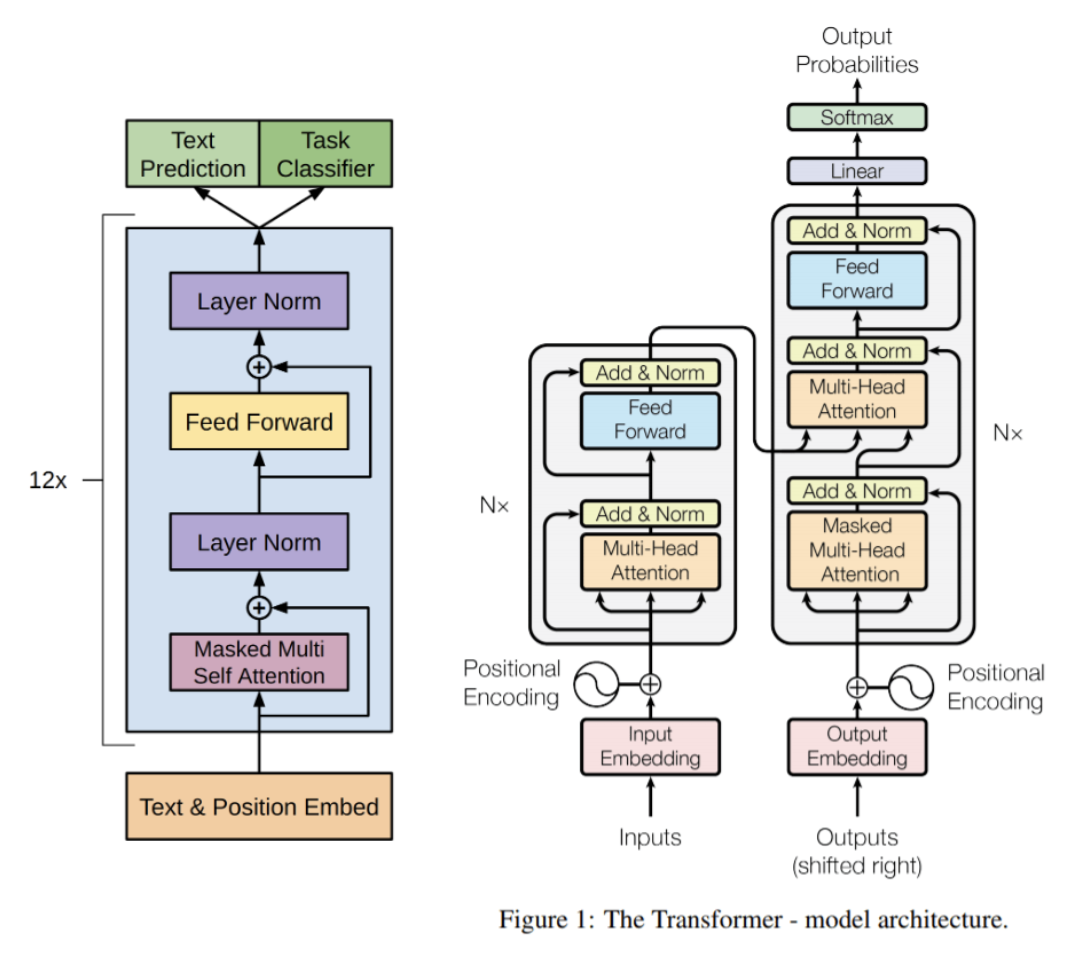 Text
Prediction
Task
Classifier
Layer Norm
Feed Forward
12x
Layer Norm
Masked Multi
Self Attention
Text & Position Embed
Output
Probabilities
Softmax
Linear
Add & Norm
Feed
Forward
Add & Norm
Multi-Head
Attention
Nx
Add & Norm
Masked
Multi-Head
Attention
Add & Norm
Feed
Forward
Nx
Add & Norm
Multi-Head
Attention
Positional
Encoding
Positional
Encoding
Input
Embedding
Output
Embedding
Inputs
Outputs
(shifted right)
Figure 1: The Transformer - model architecture.